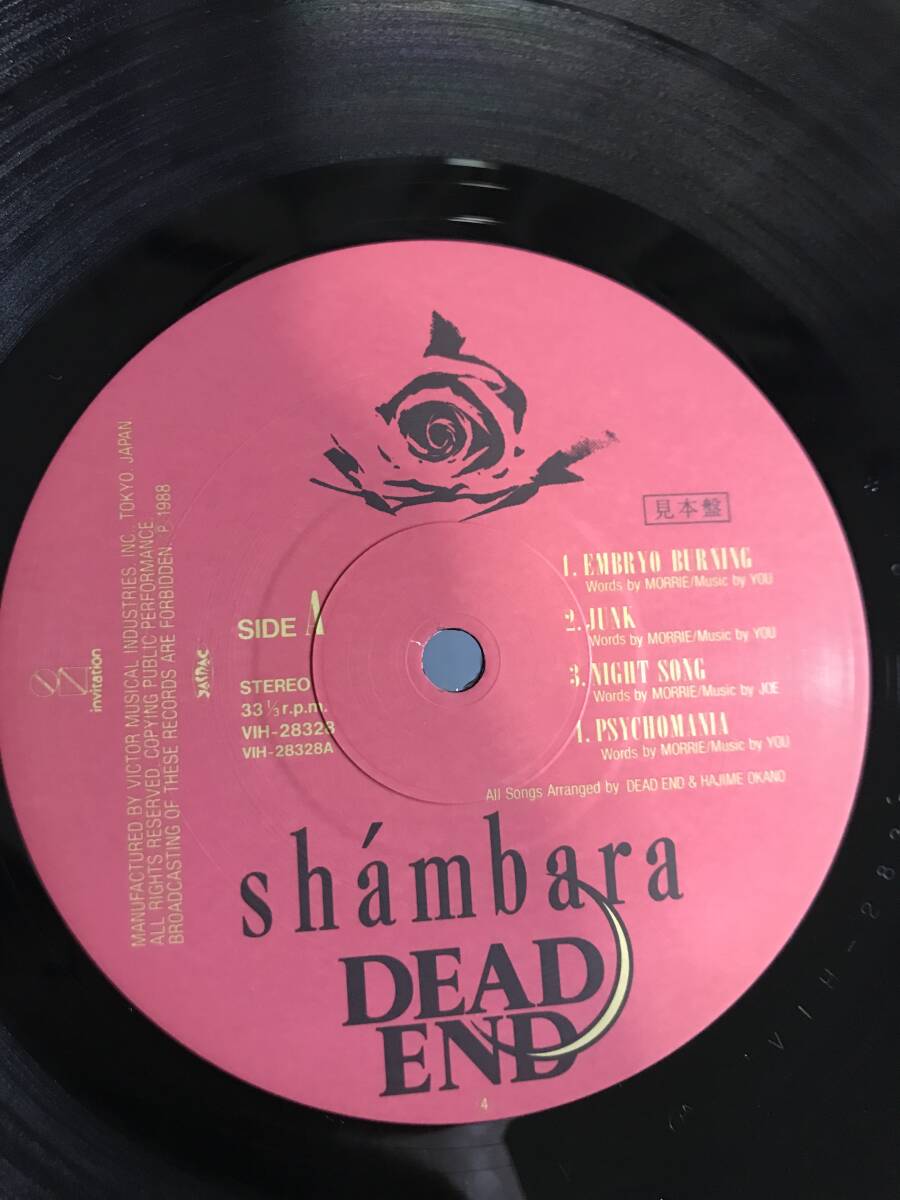 見本盤
1. EMBRYO BURNING
Words by MORRIE/Music by YOU
2. JUNK
Words by MORRIE/Music by YOU
3. NIGHT SONG
Words by MORRIE/Music by JOE
4. PSYCHOMANIA
Words by MORRIE/Music by YOU
All Songs Arranged by DEAD END & HAJIME OKANO
SIDE A
STEREO
33 1/3 r.p.m.
VIH-28328
VIH-28328A
JASRAC
invitation
MANUFACTURED BY VICTOR MUSICAL INDUSTRIES INC., TOKYO JAPAN
ALL RIGHTS RESERVED. COPYING PUBLIC PERFORMANCE
BROADCASTING OF THESE RECORDS ARE FORBIDDEN. ℗ 1988
shámbara
DEAD
END
4